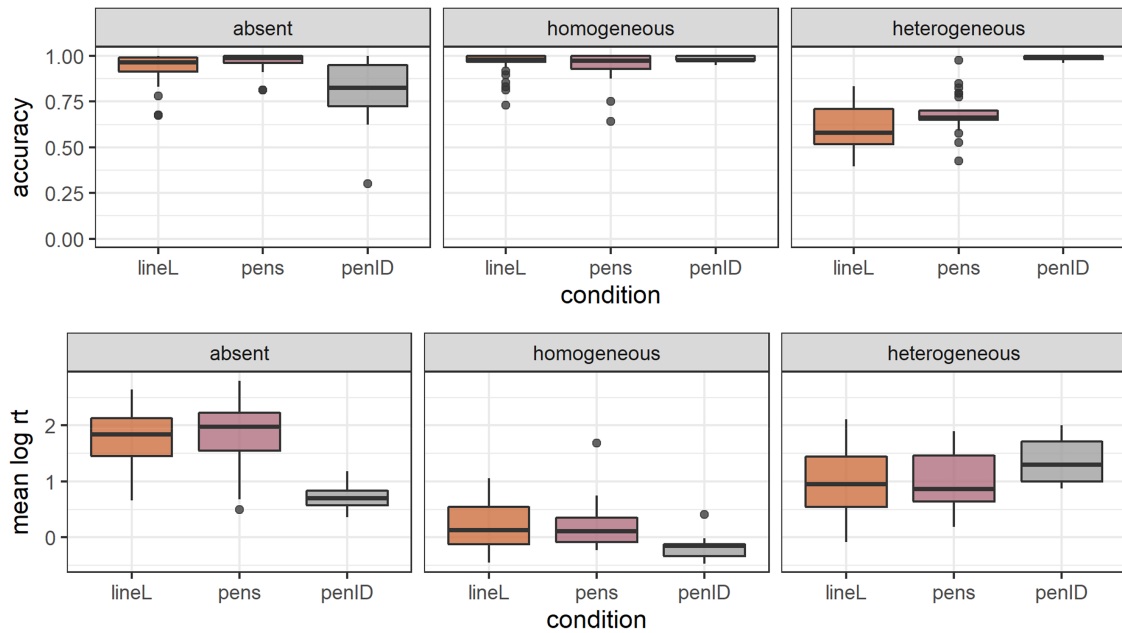 absent homogeneous heterogeneous
accuracy
1.00
0.75
0.50
0.25
0.00
lineL pens penID lineL pens penID lineL pens penID
condition
absent homogeneous heterogeneous
mean log rt
2
1
0
lineL pens penID lineL pens penID lineL pens penID
condition